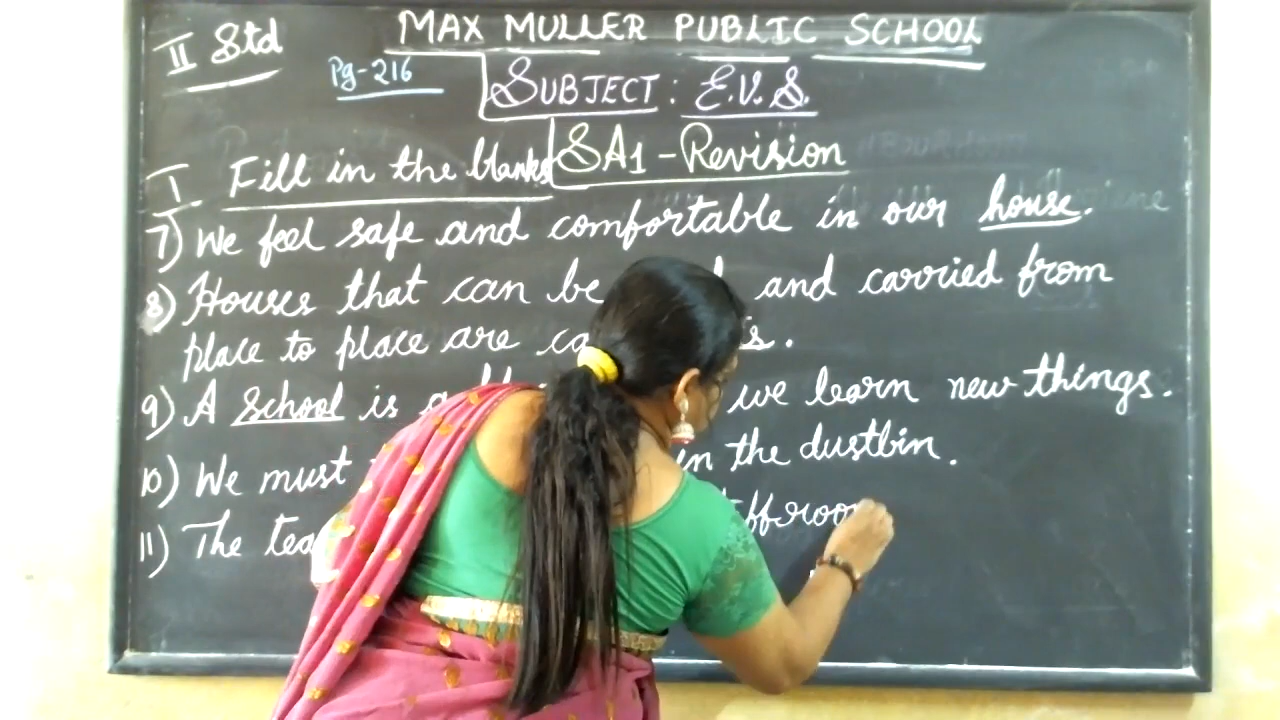 MAX MULLER PUBLIC SCHOOL
II Std
Pg-216
SUBJECT: E.V.S.
SA1-Revision
I. Fill in the blanks
7) We feel safe and comfortable in our house.
8) Houses that can be and carried from
place to place are
9) A School is a we learn new things.
10) We must in the dustbin.
11) The